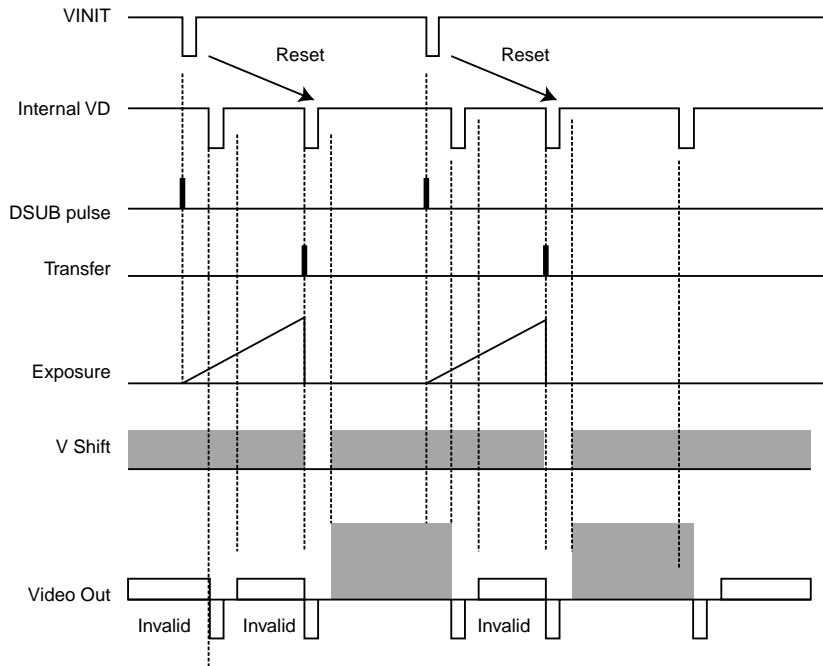 VINIT
Reset
Reset
Internal VD
DSUB pulse
Transfer
Exposure
V Shift
Video Out
Invalid
Invalid
Invalid